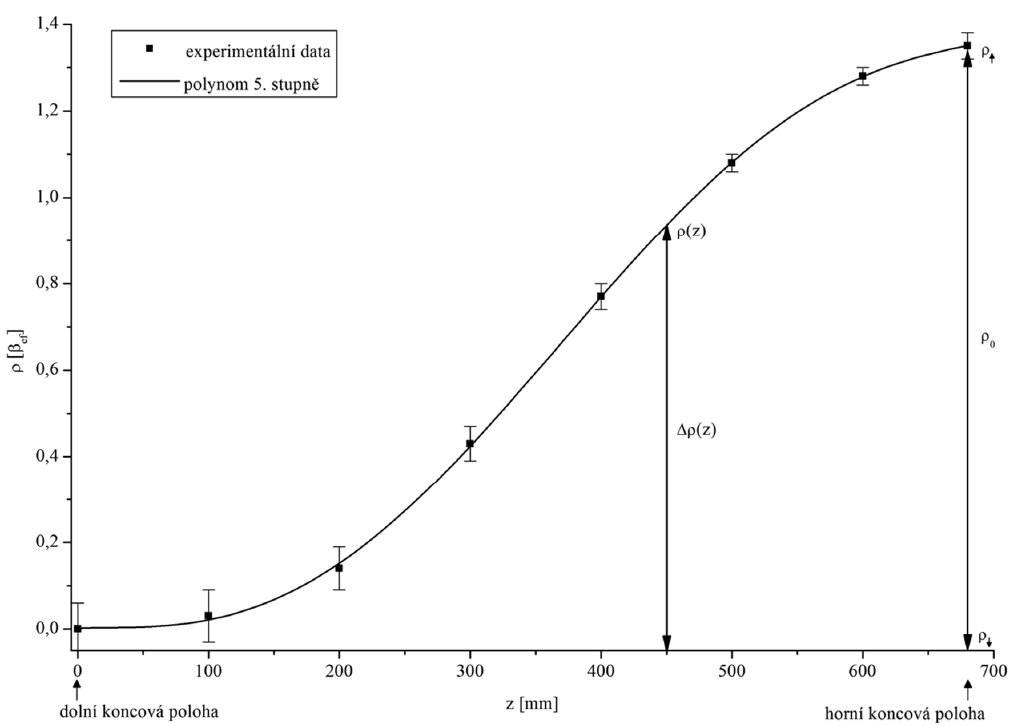 1,4
1,2
1,0
0,8
0,6
0,4
0,2
0,0
ρ [βef]
experimentální data
polynom 5. stupně
ρ↑
ρ(z)
ρ0
Δρ(z)
ρ↓
0
100
200
300
400
500
600
700
z [mm]
dolní koncová poloha
horní koncová poloha